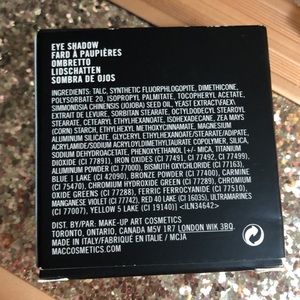 EYE SHADOW
FARD À PAUPIÈRES
OMBRETTO
LIDSCHATTEN
SOMBRA DE OJOS
INGREDIENTS: TALC, SYNTHETIC FLUORPHLOGOPITE, DIMETHICONE,
POLYSORBATE 20, ISOPROPYL PALMITATE, TOCOPHERYL ACETATE,
SIMMONDSIA CHINENSIS (JOJOBA) SEED OIL, YEAST EXTRACT\FAEX\
EXTRAIT DE LEVURE, SORBITAN STEARATE, OCTYLDODECYL STEAROYL
STEARATE, CETEARYL ETHYLHEXANOATE, ISOHEXADECANE, ZEA MAYS
(CORN) STARCH, ETHYLHEXYL METHOXYCINNAMATE, MAGNESIUM
ALUMINUM SILICATE, GLYCERYL ETHYLHEXANOATE/STEARATE/ADIPATE,
ACRYLAMIDE/SODIUM ACRYLOYLDIMETHYLTAURATE COPOLYMER, SILICA,
SODIUM DEHYDROACETATE, PHENOXYETHANOL [+/- MICA, TITANIUM
DIOXIDE (CI 77891), IRON OXIDES (CI 77491, CI 77492, CI 77499),
ALUMINUM POWDER (CI 77000), BISMUTH OXYCHLORIDE (CI 77163),
BLUE 1 LAKE (CI 42090), BRONZE POWDER (CI 77400), CARMINE
(CI 75470), CHROMIUM HYDROXIDE GREEN (CI 77289), CHROMIUM
OXIDE GREENS (CI 77288), FERRIC FERROCYANIDE (CI 77510),
ULTRAMARINES
MANGANESE VIOLET (CI 77742), RED 40 LAKE (CI 16035),
(CI 77007), YELLOW 5 LAKE (CI 19140)] <ILN34642>
DIST. BY/PAR: MAKE-UP ART COSMETICS
TORONTO, ONTARIO, CANADA M5V 1R7 LONDON W1K 3BQ.
MADE IN ITALY/FABRIQUÉ EN ITALIE / MCJA
MACCOSMETICS.COM